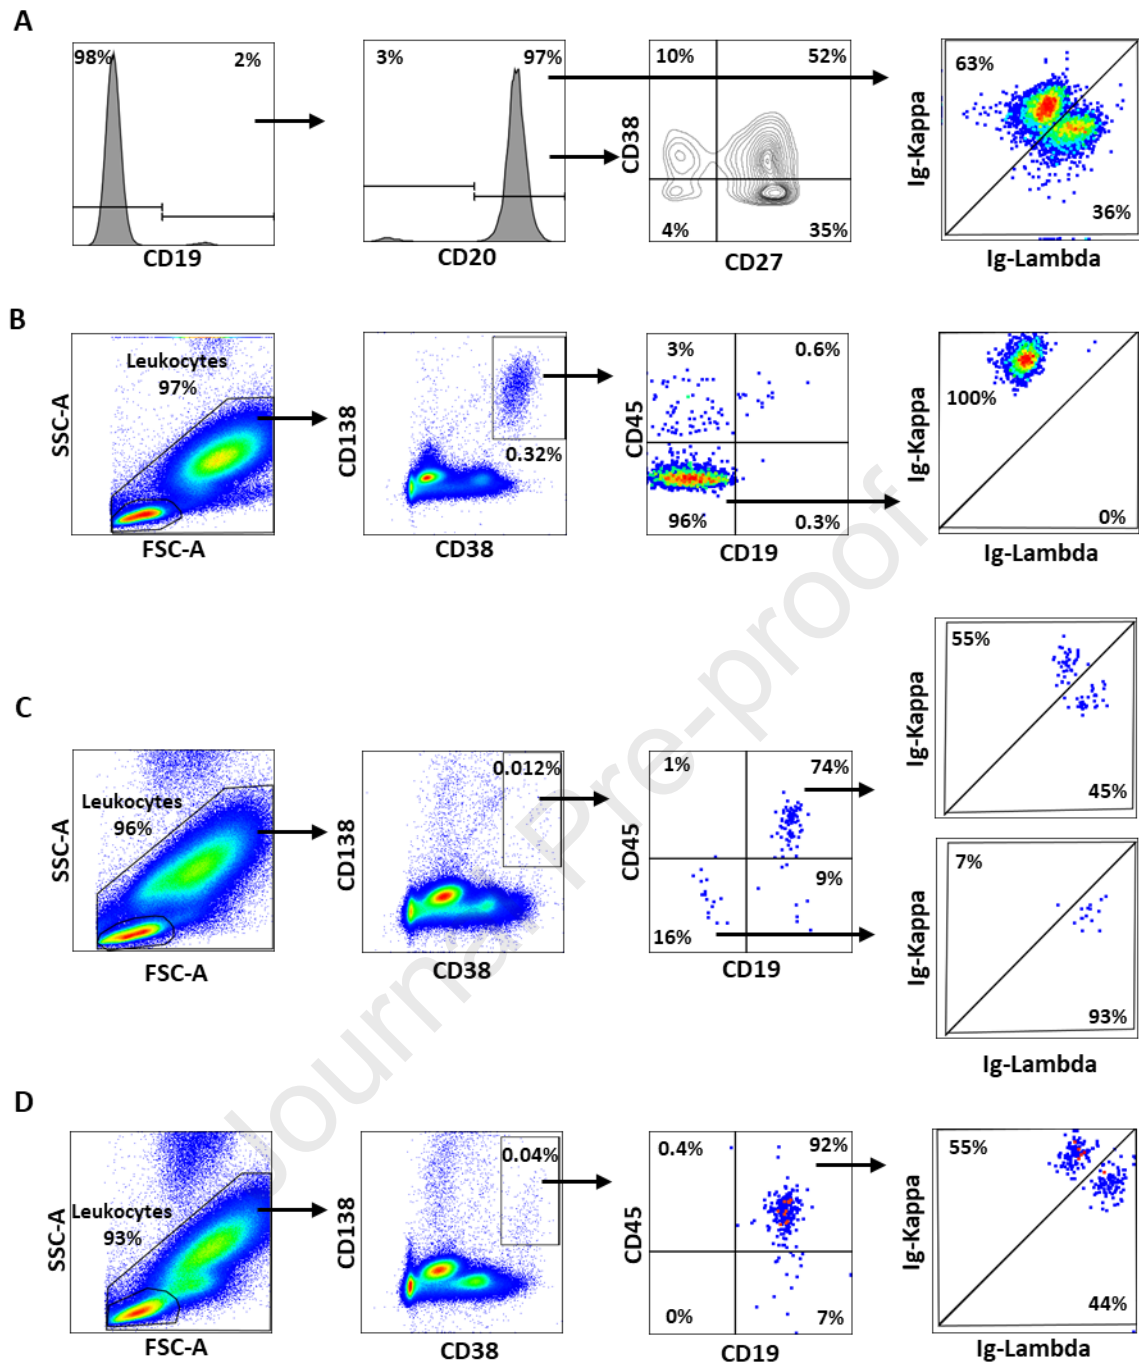 A
98%
2%
CD19
3%
97%
CD20
10%
52%
4%
35%
CD38
CD27
63%
36%
Ig-Kappa
Ig-Lambda
B
Leukocytes
97%
SSC-A
FSC-A
0.32%
CD138
CD38
3%
0.6%
96%
0.3%
CD45
CD19
100%
0%
Ig-Kappa
Ig-Lambda
C
Leukocytes
96%
SSC-A
FSC-A
0.012%
CD138
CD38
1%
74%
9%
16%
CD45
CD19
55%
45%
Ig-Kappa
7%
93%
Ig-Kappa
Ig-Lambda
D
Leukocytes
93%
SSC-A
FSC-A
0.04%
CD138
CD38
0.4%
92%
0%
7%
CD45
CD19
55%
44%
Ig-Kappa
Ig-Lambda
Journal Pre-proof